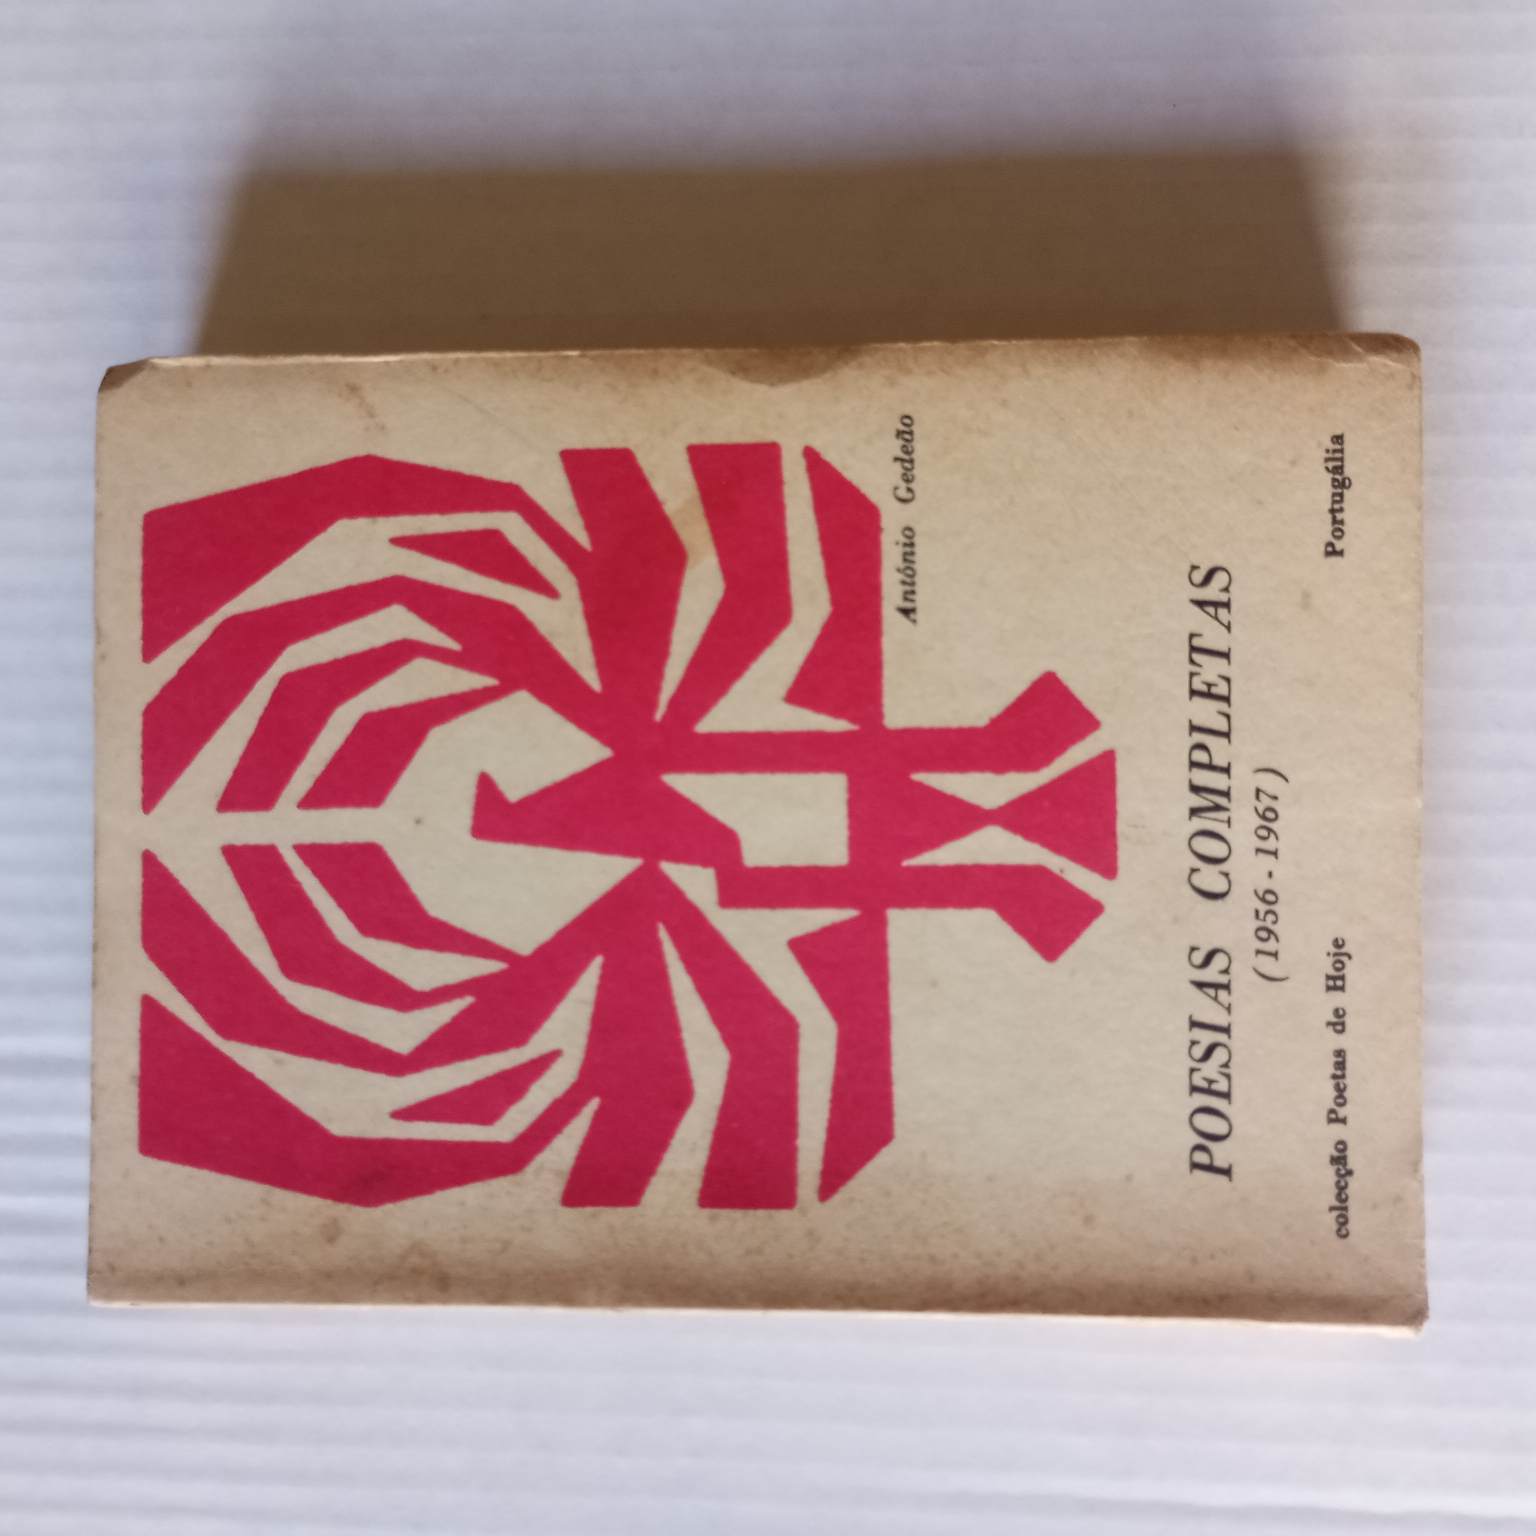 António Gedeão
POESIAS COMPLETAS
(1956-1967)
colecção Poetas de Hoje
Portugália